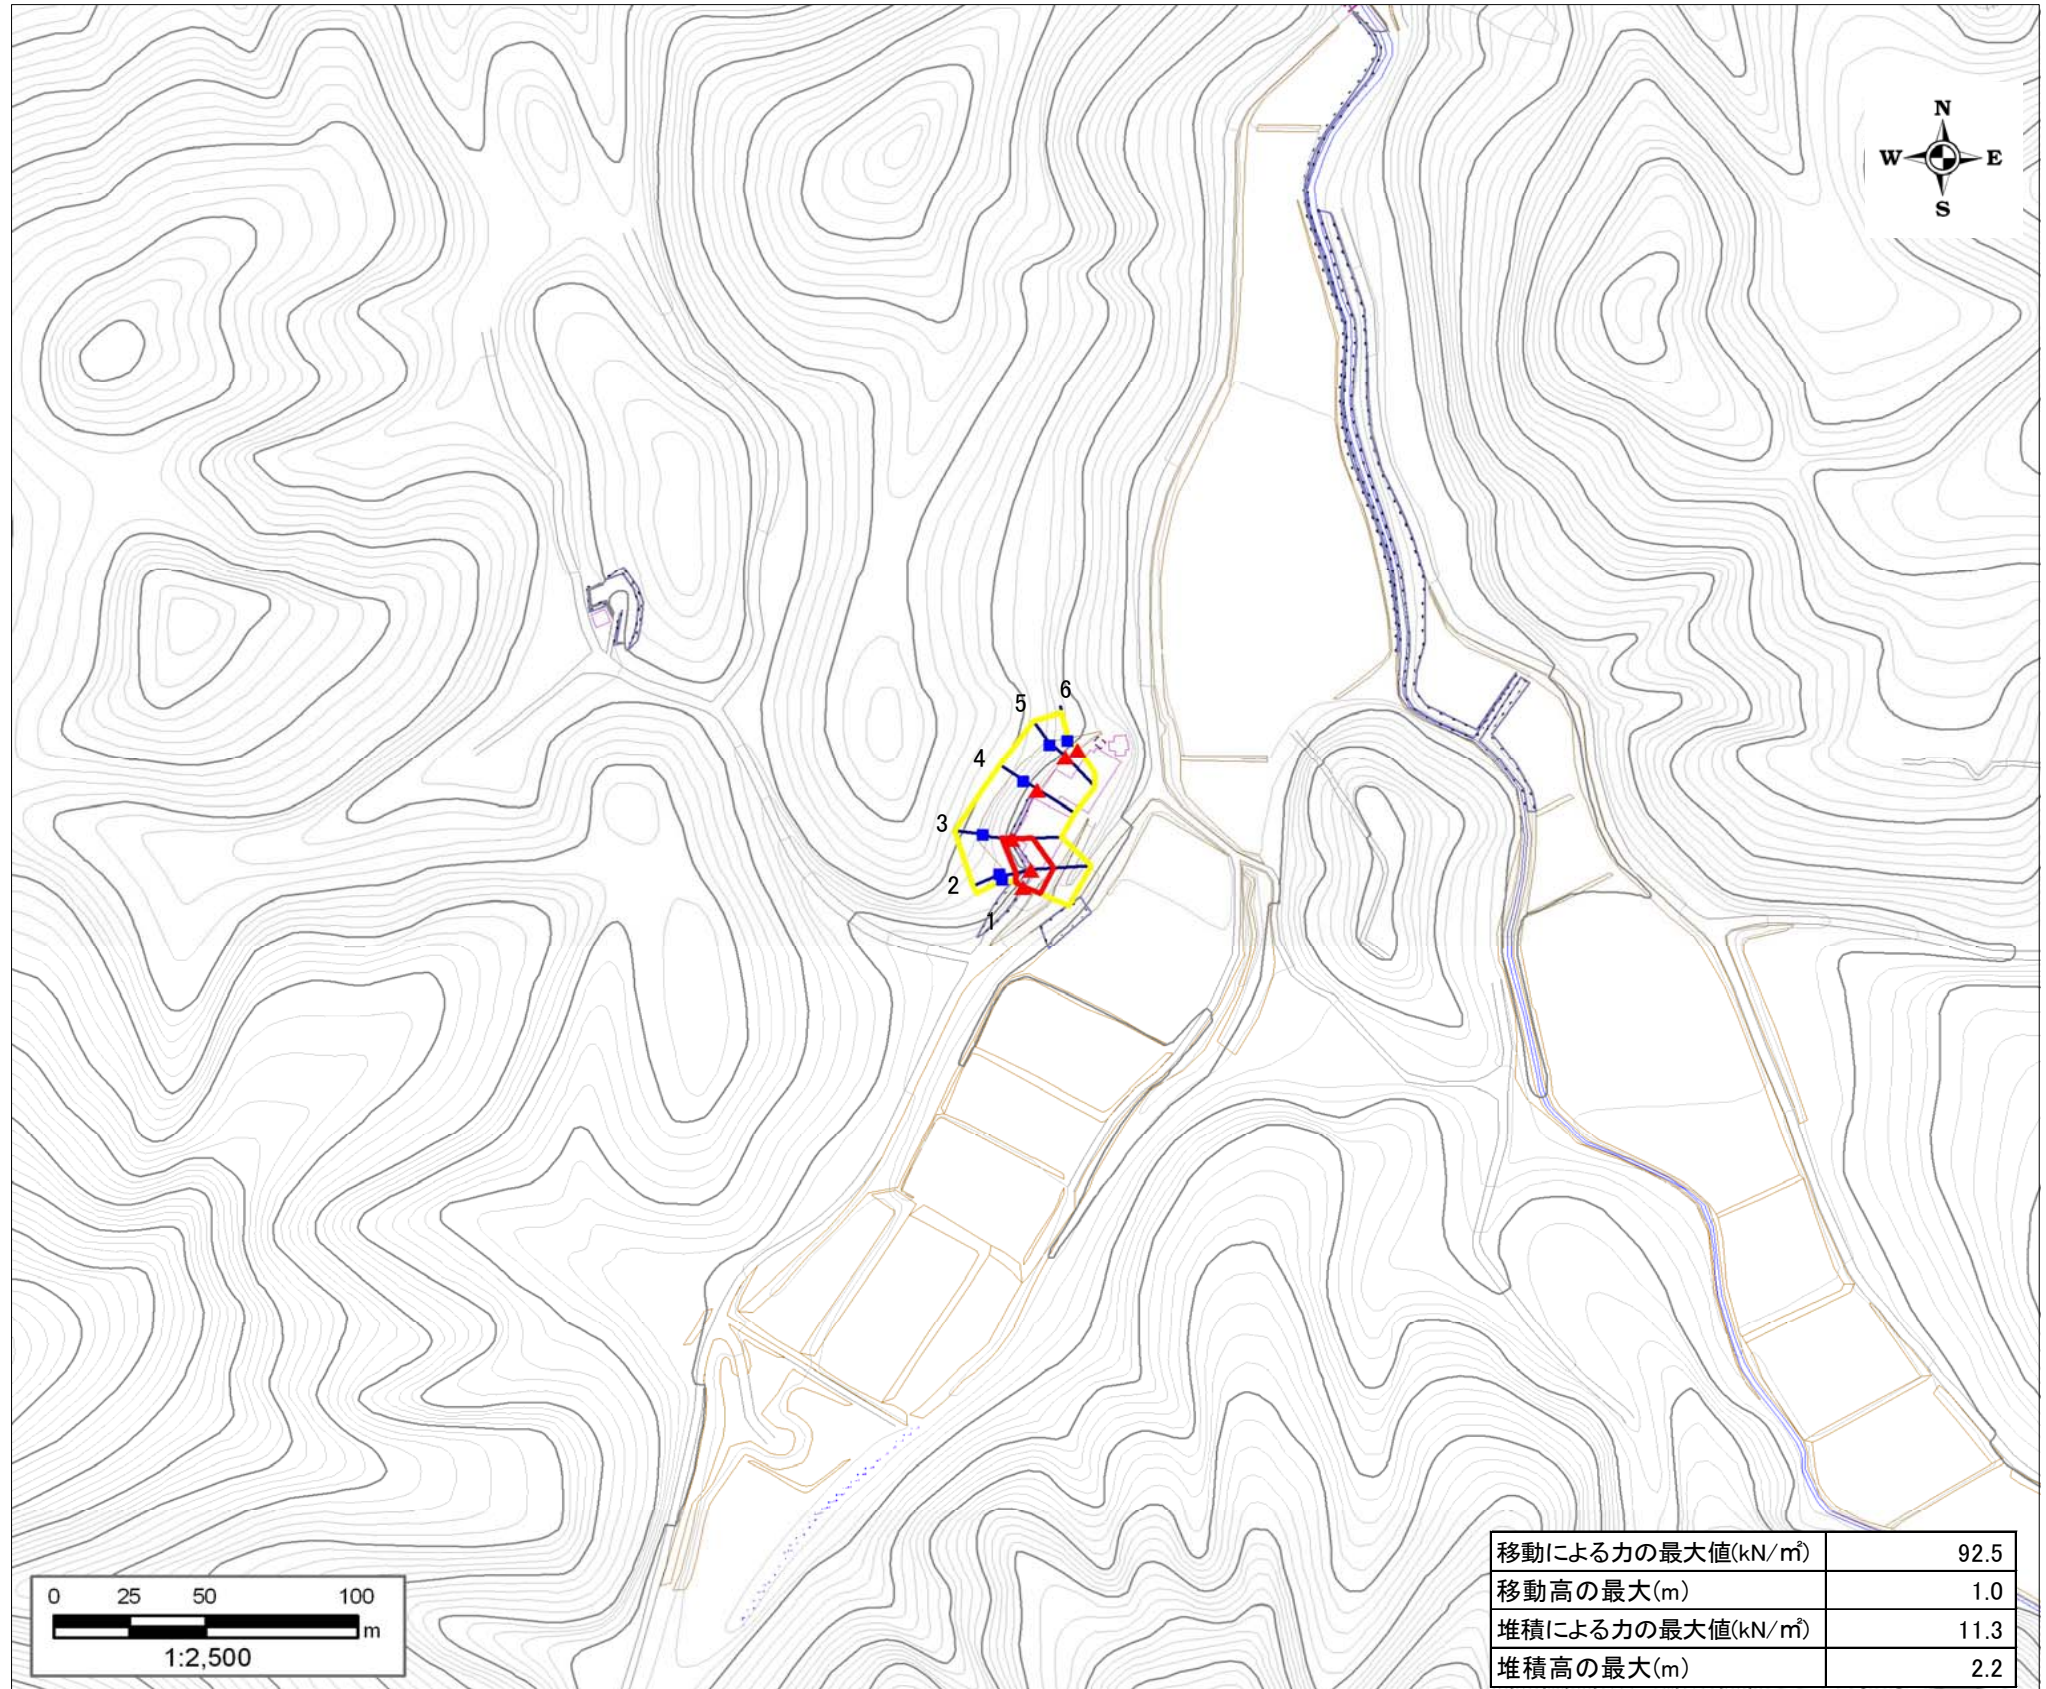 N
W E
S
6
5
4
3
2
1
移動による力の最大値(kN/㎡) 92.5
移動高の最大(m) 1.0
堆積による力の最大値(kN/㎡) 11.3
堆積高の最大(m) 2.2
0 25 50 100
m
1:2,500